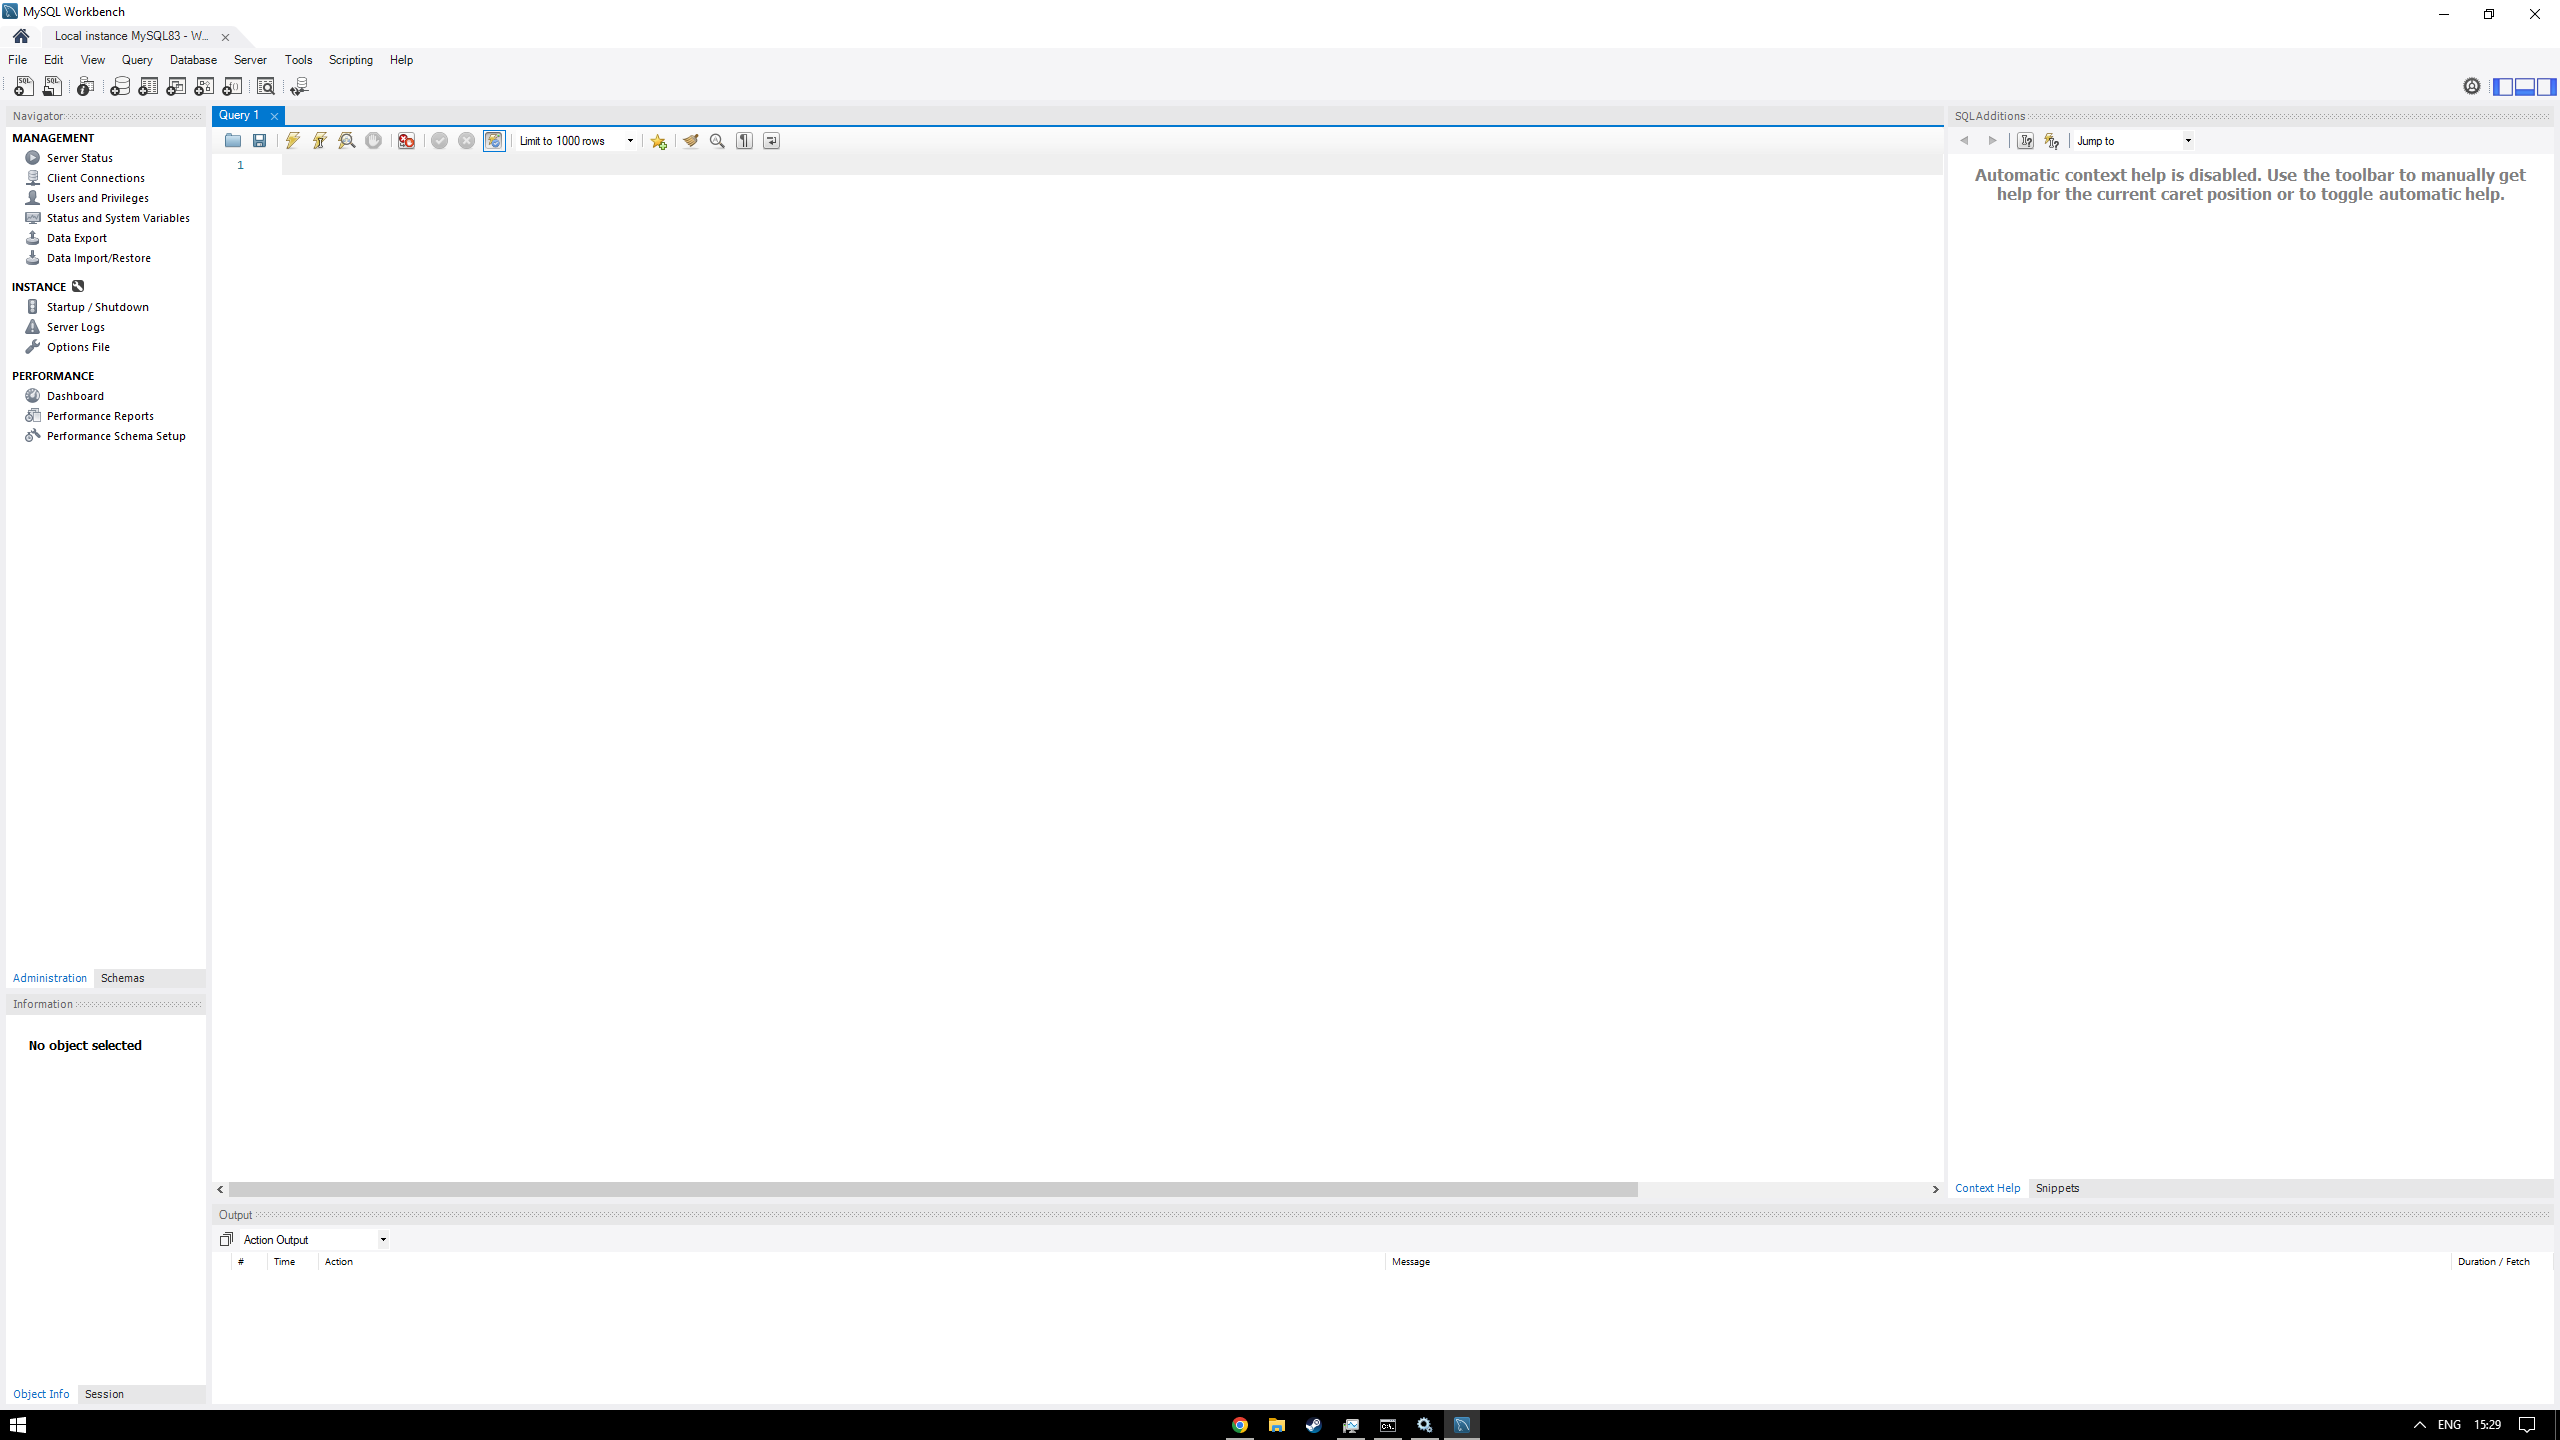 MySQL Workbench
Local instance MySQL83 - W...
File Edit View Query Database Server Tools Scripting Help
Navigator
MANAGEMENT
Server Status
Client Connections
Users and Privileges
Status and System Variables
Data Export
Data Import/Restore
INSTANCE
Startup / Shutdown
Server Logs
Options File
PERFORMANCE
Dashboard
Performance Reports
Performance Schema Setup
Administration Schemas
Information
No object selected
Object Info Session
Query 1
Limit to 1000 rows
1
SQLAdditions
Jump to
Automatic context help is disabled. Use the toolbar to manually get
help for the current caret position or to toggle automatic help.
Context Help Snippets
Output
Action Output
# Time Action Message Duration / Fetch
ENG 15:29